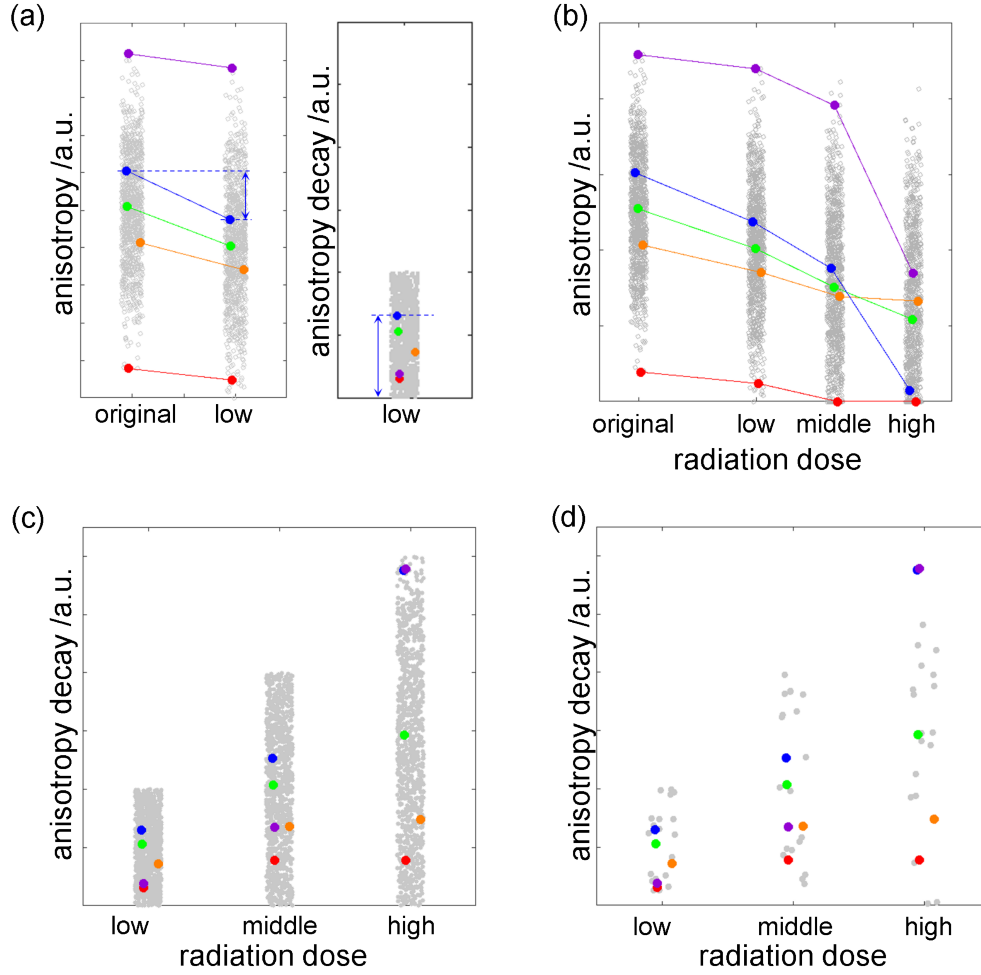 (a)
anisotropy /a.u.
original
low
low
anisotropy decay /a.u.
low
(b)
anisotropy /a.u.
original
low
middle
high
radiation dose
(c)
anisotropy decay /a.u.
low
middle
high
radiation dose
(d)
anisotropy decay /a.u.
low
middle
high
radiation dose